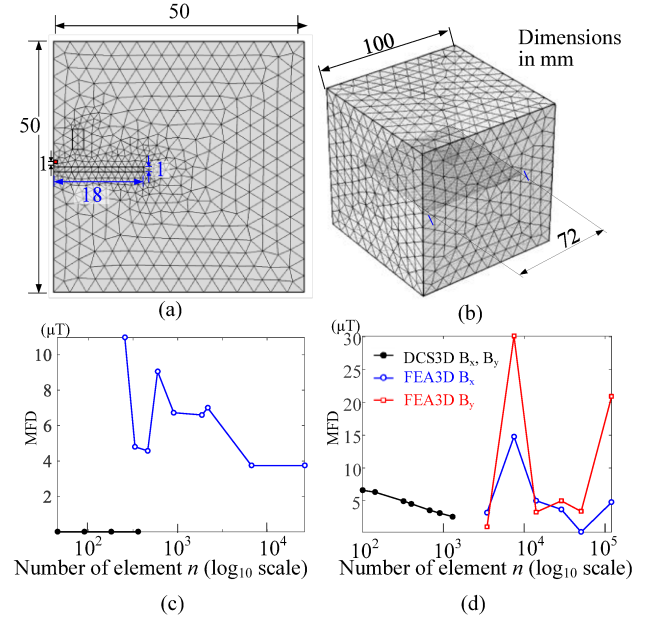 50
50
1
1
18
(a)
100
Dimensions
in mm
72
(b)
(µT)
10
8
6
4
2
MFD
10² 10³ 10⁴
Number of element n (log₁₀ scale)
(c)
(µT)
30
25
20
15
10
5
MFD
DCS3D Bₓ, Bᵧ
FEA3D Bₓ
FEA3D Bᵧ
10² 10³ 10⁴ 10⁵
Number of element n (log₁₀ scale)
(d)